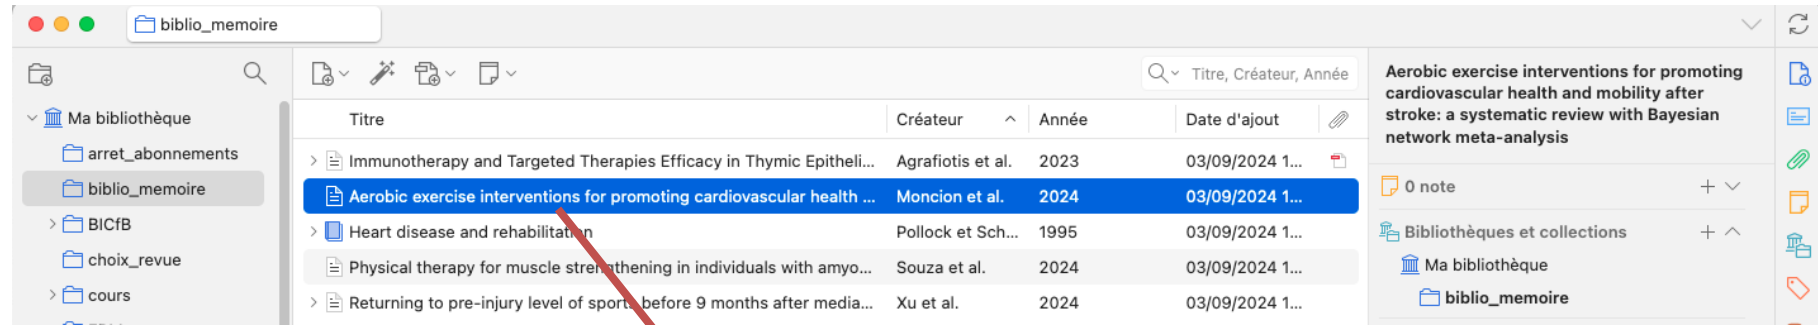 biblio_memoire
Titre, Créateur, Année
Ma bibliothèque
arret_abonnements
biblio_memoire
BICfB
choix_revue
cours
Titre Créateur Année Date d'ajout
Immunotherapy and Targeted Therapies Efficacy in Thymic Epitheli... Agrafiotis et al. 2023 03/09/2024 1...
Aerobic exercise interventions for promoting cardiovascular health ... Moncion et al. 2024 03/09/2024 1...
Heart disease and rehabilitation Pollock et Sch... 1995 03/09/2024 1...
Physical therapy for muscle strengthening in individuals with amyo... Souza et al. 2024 03/09/2024 1...
Returning to pre-injury level of sports before 9 months after media... Xu et al. 2024 03/09/2024 1...
Aerobic exercise interventions for promoting
cardiovascular health and mobility after
stroke: a systematic review with Bayesian
network meta-analysis
0 note
Bibliothèques et collections
Ma bibliothèque
biblio_memoire